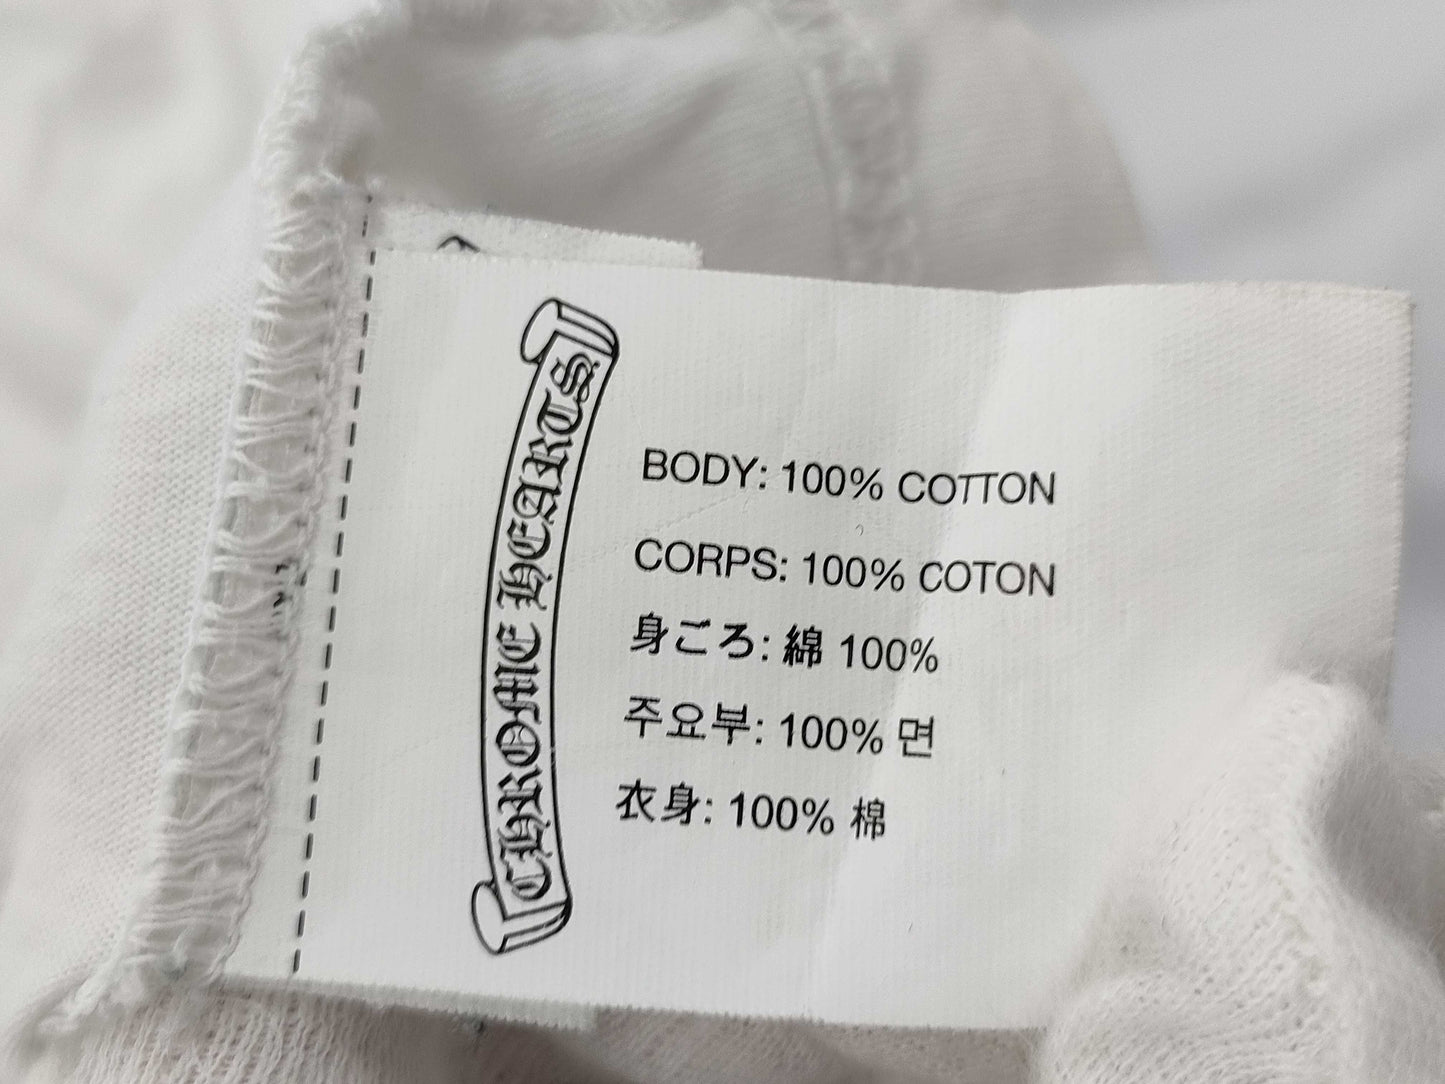 CHROME HEARTS
BODY: 100% COTTON
CORPS: 100% COTON
身ごろ: 綿 100%
주요부: 100% 면
衣身: 100% 棉